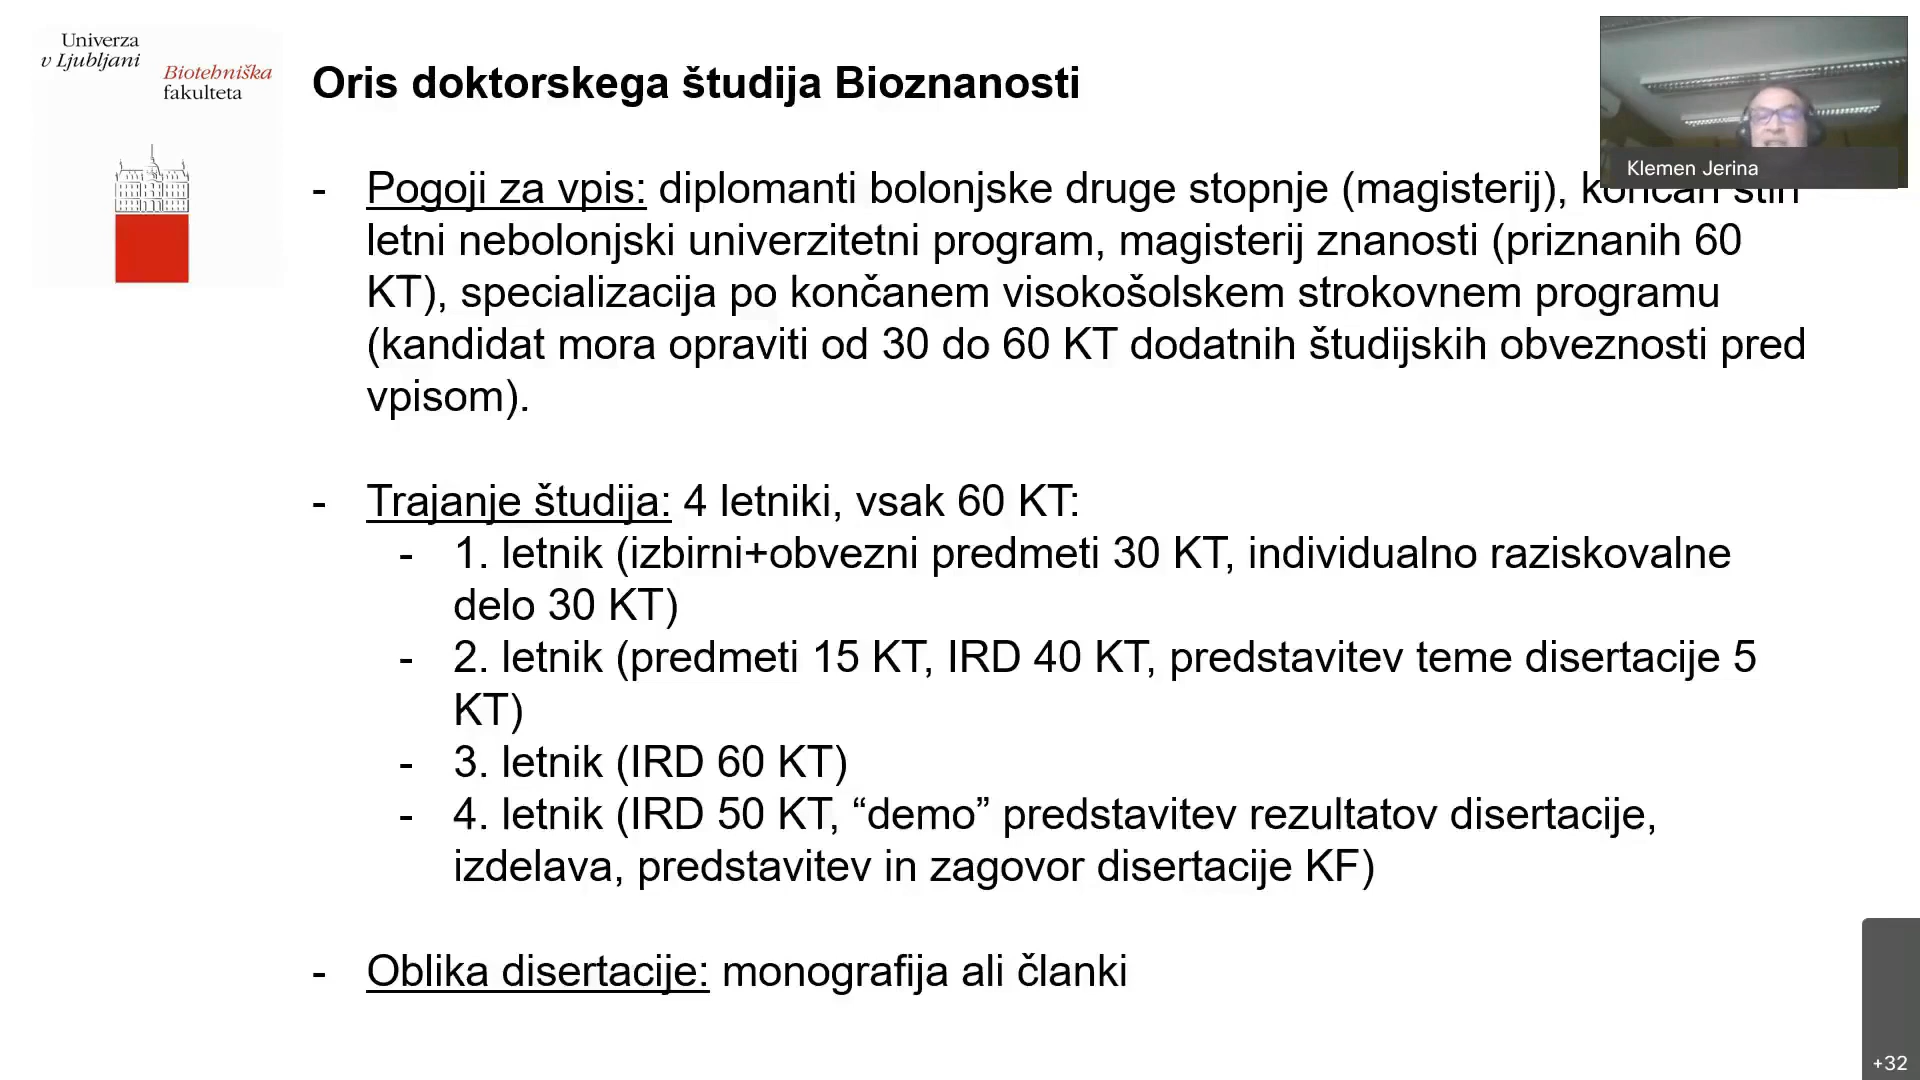 Univerza
v Ljubljani
Biotehniška
fakulteta
Oris doktorskega študija Bioznanosti
Klemen Jerina
- Pogoji za vpis: diplomanti bolonjske druge stopnje (magisterij), končan štiri
letni nebolonjski univerzitetni program, magisterij znanosti (priznanih 60
KT), specializacija po končanem visokošolskem strokovnem programu
(kandidat mora opraviti od 30 do 60 KT dodatnih študijskih obveznosti pred
vpisom).
- Trajanje študija: 4 letniki, vsak 60 KT:
- 1. letnik (izbirni+obvezni predmeti 30 KT, individualno raziskovalne
delo 30 KT)
- 2. letnik (predmeti 15 KT, IRD 40 KT, predstavitev teme disertacije 5
KT)
- 3. letnik (IRD 60 KT)
- 4. letnik (IRD 50 KT, “demo” predstavitev rezultatov disertacije,
izdelava, predstavitev in zagovor disertacije KF)
- Oblika disertacije: monografija ali članki
+32